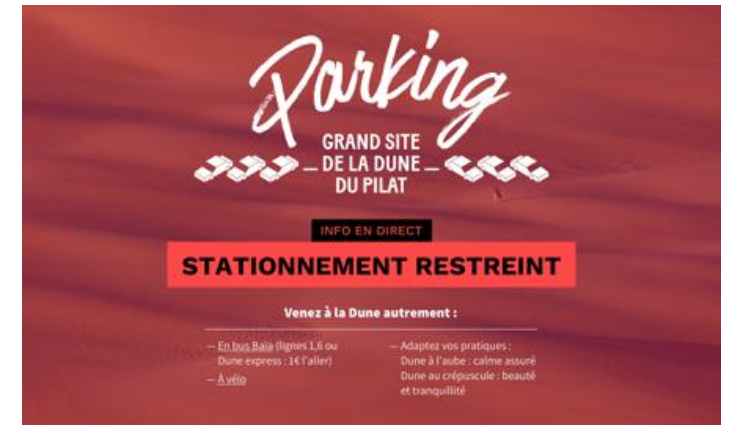 Parking
GRAND SITE
DE LA DUNE
DU PILAT
INFO EN DIRECT
STATIONNEMENT RESTREINT
Venez à la Dune autrement :
— En bus Baïa (lignes 1,6 ou
Dune express : 1€ l'aller)
— À vélo
— Adaptez vos pratiques :
Dune à l'aube : calme assuré
Dune au crépuscule : beauté
et tranquillité